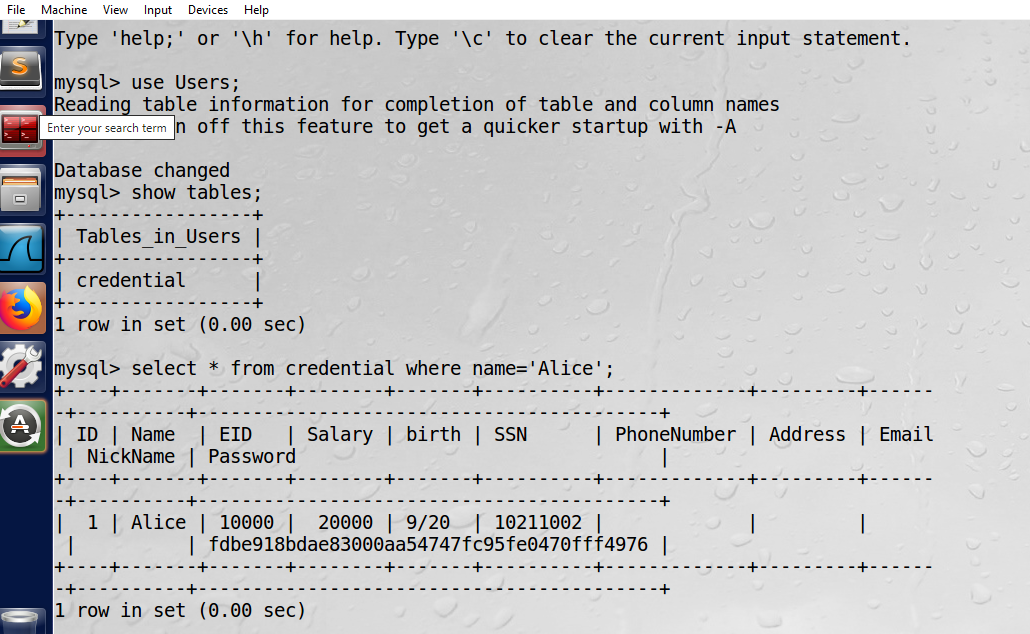 File Machine View Input Devices Help
Type 'help;' or '\h' for help. Type '\c' to clear the current input statement.
mysql> use Users;
Reading table information for completion of table and column names
Enter your search term
n off this feature to get a quicker startup with -A
Database changed
mysql> show tables;
+-----------------+
| Tables_in_Users |
+-----------------+
| credential      |
+-----------------+
1 row in set (0.00 sec)
mysql> select * from credential where name='Alice';
+----+-------+-------+--------+-------+----------+-------------+---------+------
-+----------+------------------------------------------+
| ID | Name  | EID   | Salary | birth | SSN      | PhoneNumber | Address | Email
 | NickName | Password                                 |
+----+-------+-------+--------+-------+----------+-------------+---------+------
-+----------+------------------------------------------+
|  1 | Alice | 10000 |  20000 | 9/20  | 10211002 |             |         |
 |          | fdbe918bdae83000aa54747fc95fe0470fff4976 |
+----+-------+-------+--------+-------+----------+-------------+---------+------
-+----------+------------------------------------------+
1 row in set (0.00 sec)